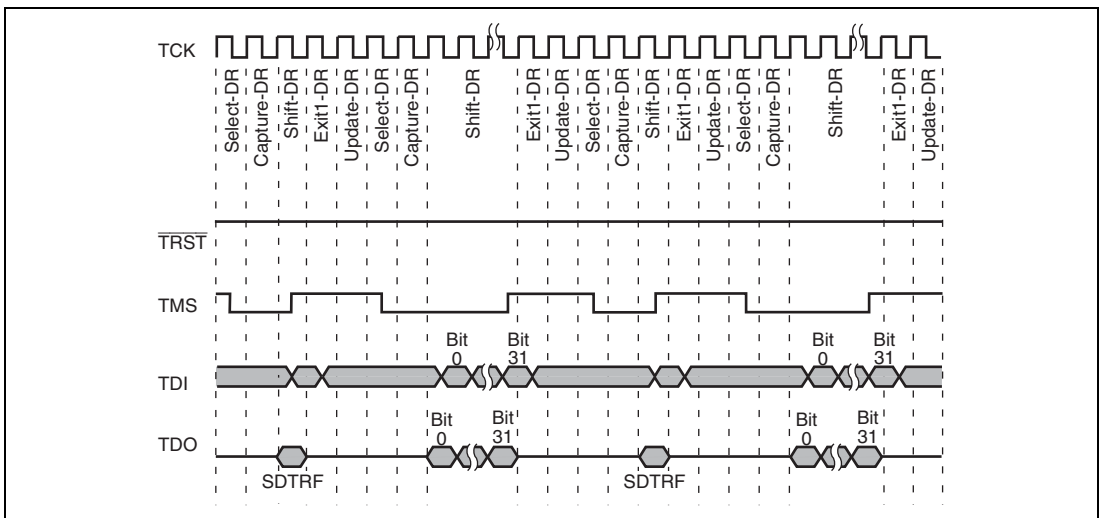 TCK
Select-DR
Capture-DR
Shift-DR
Exit1-DR
Update-DR
Select-DR
Capture-DR
Shift-DR
Exit1-DR
Update-DR
Select-DR
Capture-DR
Shift-DR
Exit1-DR
Update-DR
Select-DR
Capture-DR
Shift-DR
Exit1-DR
Update-DR
TRST
TMS
TDI
Bit
0
Bit
31
Bit
0
Bit
31
TDO
SDTRF
Bit
0
Bit
31
SDTRF
Bit
0
Bit
31